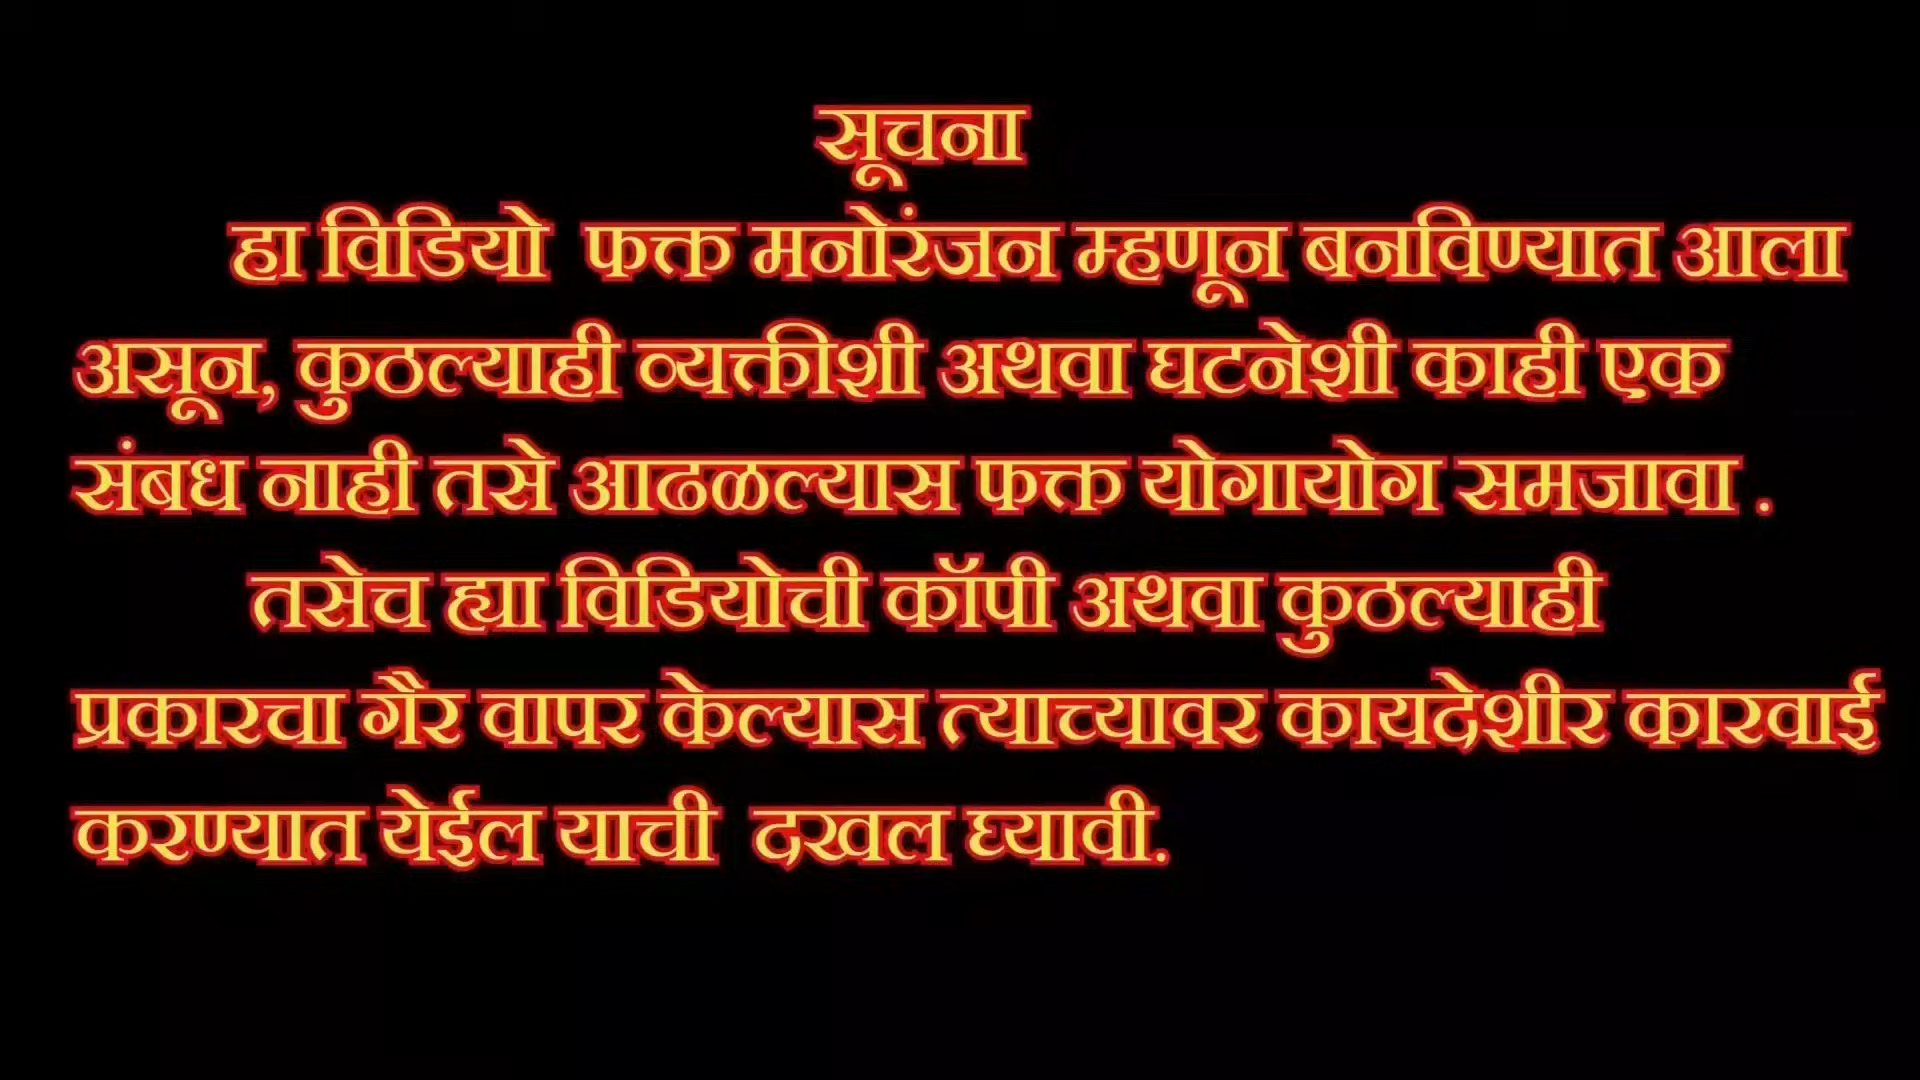 सूचना
हा विडियो फक्त मनोरंजन म्हणून बनविण्यात आला
असून, कुठल्याही व्यक्तीशी अथवा घटनेशी काही एक
संबध नाही तसे आढळल्यास फक्त योगायोग समजावा .
तसेच ह्या विडियोची कॉपी अथवा कुठल्याही
प्रकारचा गैर वापर केल्यास त्याच्यावर कायदेशीर कारवाई
करण्यात येईल याची दखल घ्यावी.